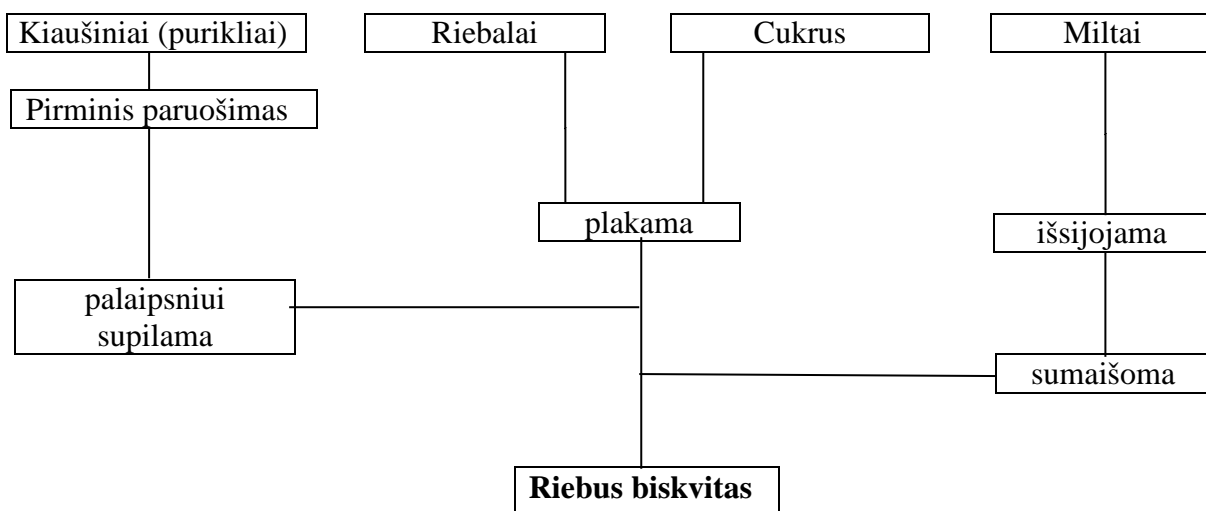 Kiaušiniai (purikliai)
Riebalai
Cukrus
Miltai
Pirminis paruošimas
plakama
išsijojama
palaipsniui
supilama
sumaišoma
Riebus biskvitas